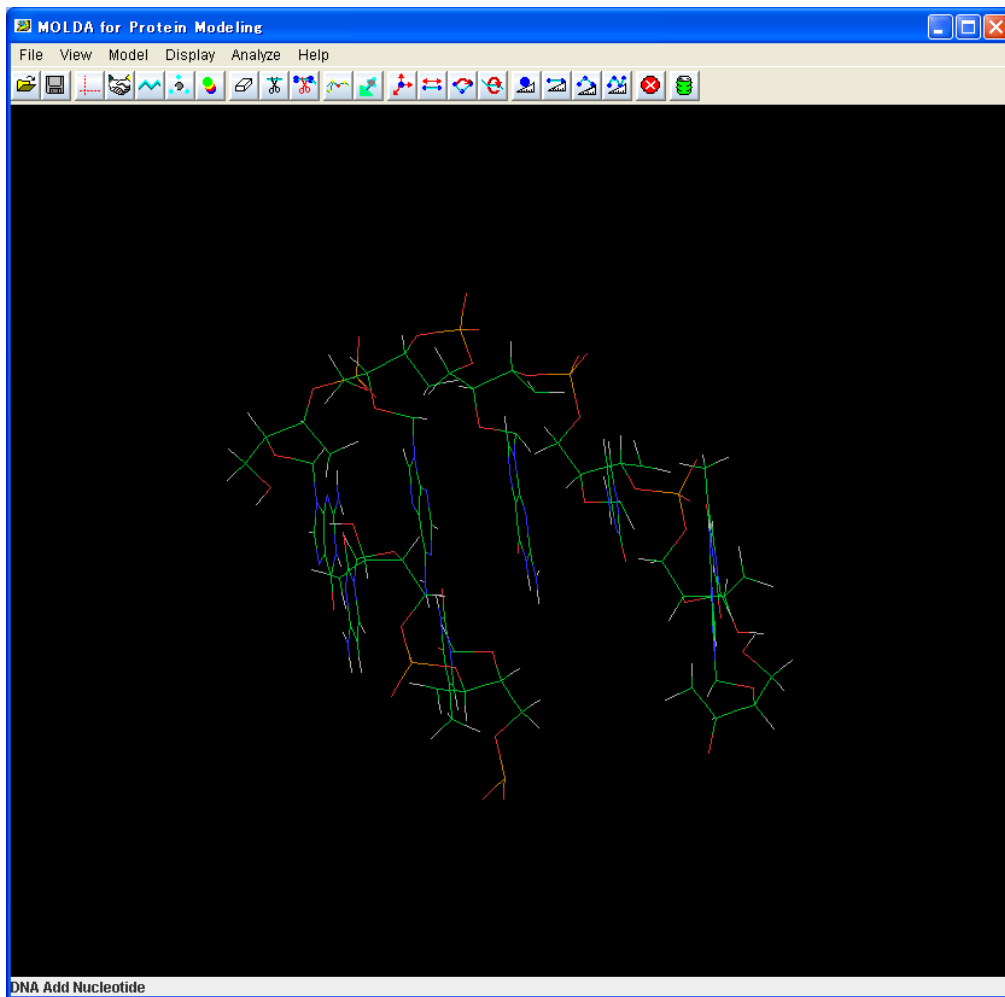 MOLDA for Protein Modeling
File View Model Display Analyze Help
DNA Add Nucleotide